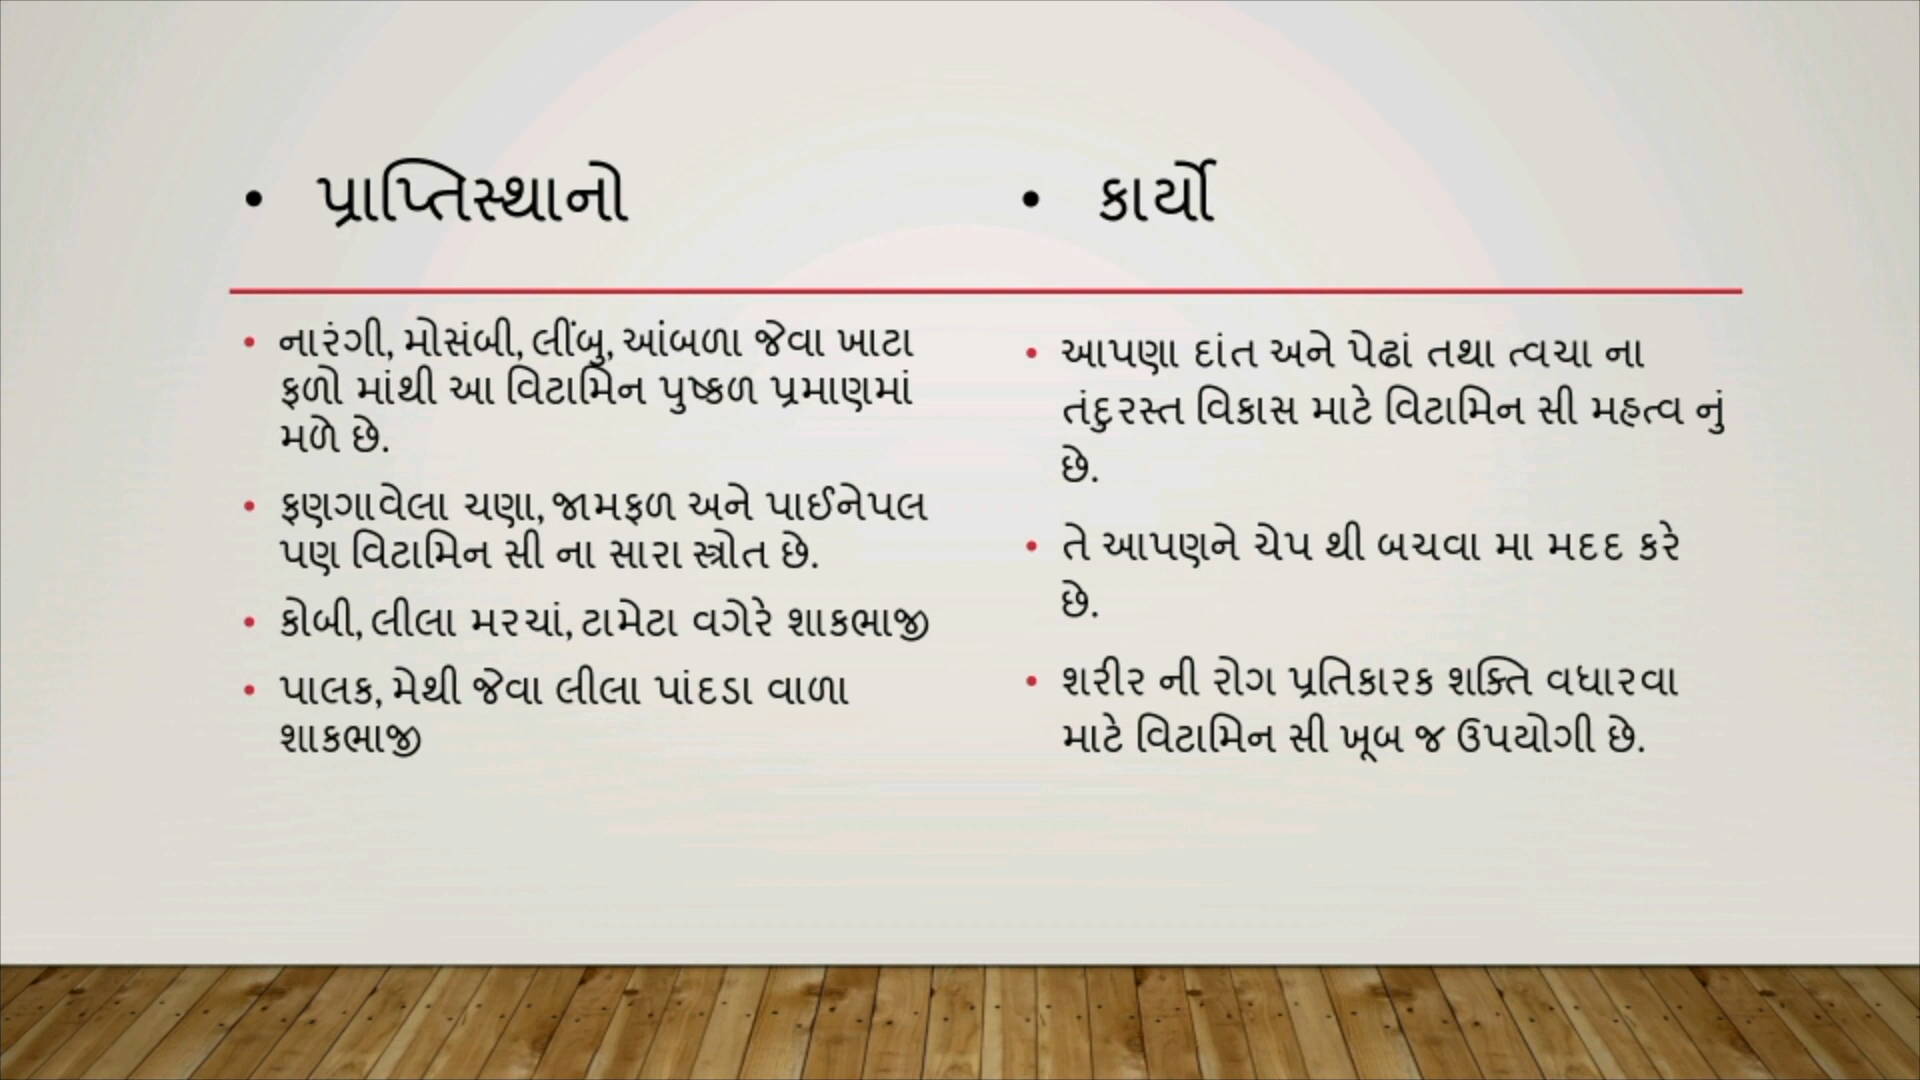 • પ્રાપ્તિસ્થાનો
• નારંગી, મોસંબી, લીંબુ, આંબળા જેવા ખાટા
ફળો માંથી આ વિટામિન પુષ્કળ પ્રમાણમાં
મળે છે.
• ફણગાવેલા ચણા, જામફળ અને પાઈનેપલ
પણ વિટામિન સી ના સારા સ્ત્રોત છે.
• કોબી, લીલા મરચાં, ટામેટા વગેરે શાકભાજી
• પાલક, મેથી જેવા લીલા પાંદડા વાળા
શાકભાજી
• કાર્યો
• આપણા દાંત અને પેઢાં તથા ત્વચા ના
તંદુરસ્ત વિકાસ માટે વિટામિન સી મહત્વ નું
છે.
• તે આપણને ચેપ થી બચવા મા મદદ કરે
છે.
• શરીર ની રોગ પ્રતિકારક શક્તિ વધારવા
માટે વિટામિન સી ખૂબ જ ઉપયોગી છે.